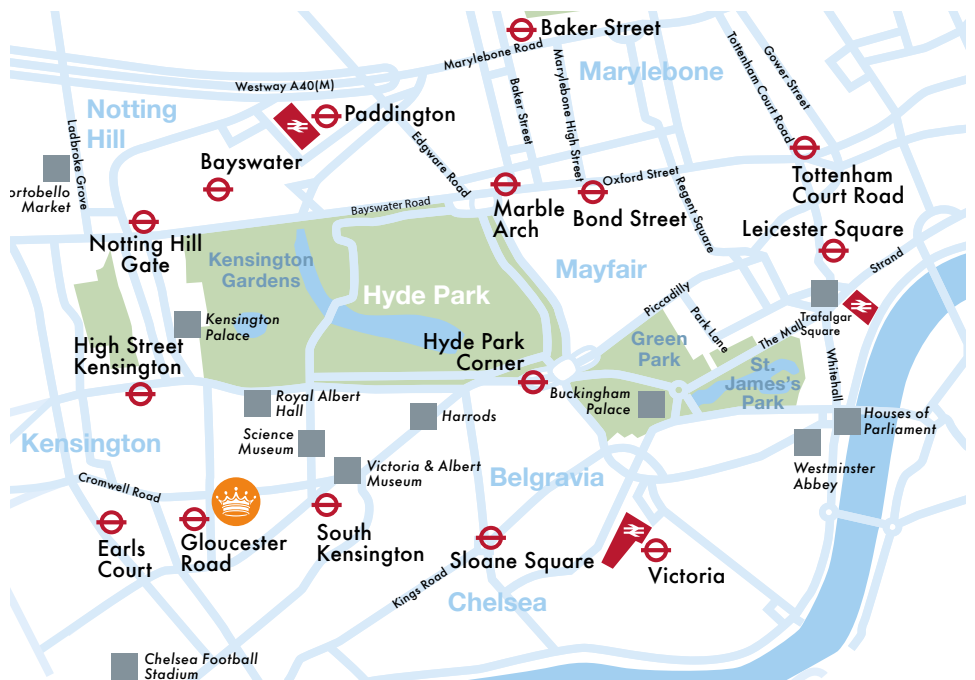 Baker Street
Marylebone Road
Marylebone
Tottenham Court Road
Gower Street
Westway A40(M)
Notting
Hill
Paddington
Ladbroke Grove
Baker Street
Marylebone High Street
Edgware Road
Bayswater
Oxford Street
Tottenham
Court Road
ortobello
Market
Bayswater Road
Marble
Arch
Bond Street
Regent Square
Leicester Square
Notting Hill
Gate
Kensington
Gardens
Mayfair
Strand
Hyde Park
Piccadilly
Park Lane
Trafalgar
Square
Kensington
Palace
The Mall
High Street
Kensington
Hyde Park
Corner
Green
Park
St.
James's
Park
Whitehall
Royal Albert
Hall
Harrods
Buckingham
Palace
Houses of
Parliament
Kensington
Science
Museum
Victoria & Albert
Museum
Belgravia
Westminster
Abbey
Cromwell Road
Earls
Court
Gloucester
Road
South
Kensington
Sloane Square
Victoria
Kings Road
Chelsea
Chelsea Football
Stadium